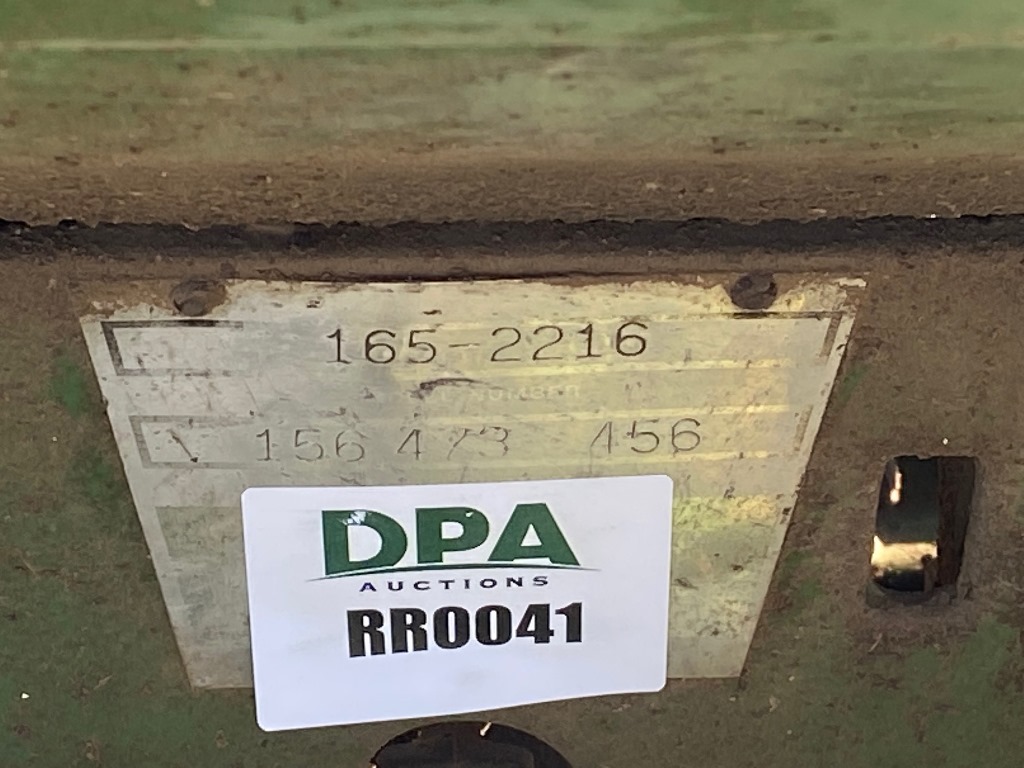 165-2216
156 473 456
DPA
AUCTIONS
RR0041